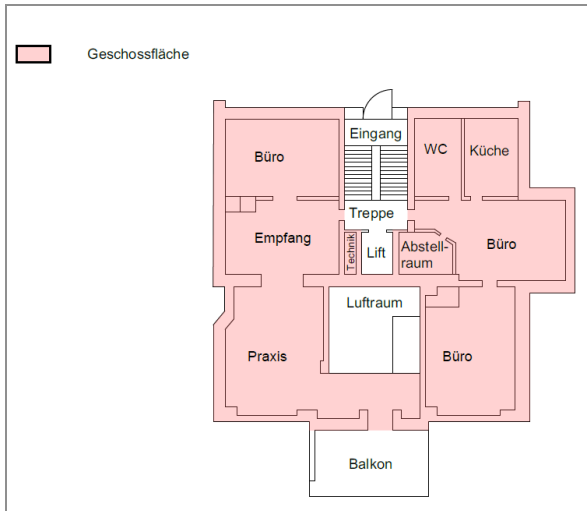 Geschossfläche
Eingang
WC
Küche
Büro
Treppe
Empfang
Technik
Lift
Abstell-
raum
Büro
Luftraum
Praxis
Büro
Balkon